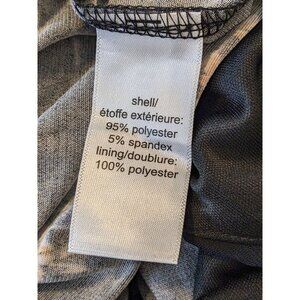 shell/
étoffe extérieure:
95% polyester
5% spandex
lining/doublure:
100% polyester